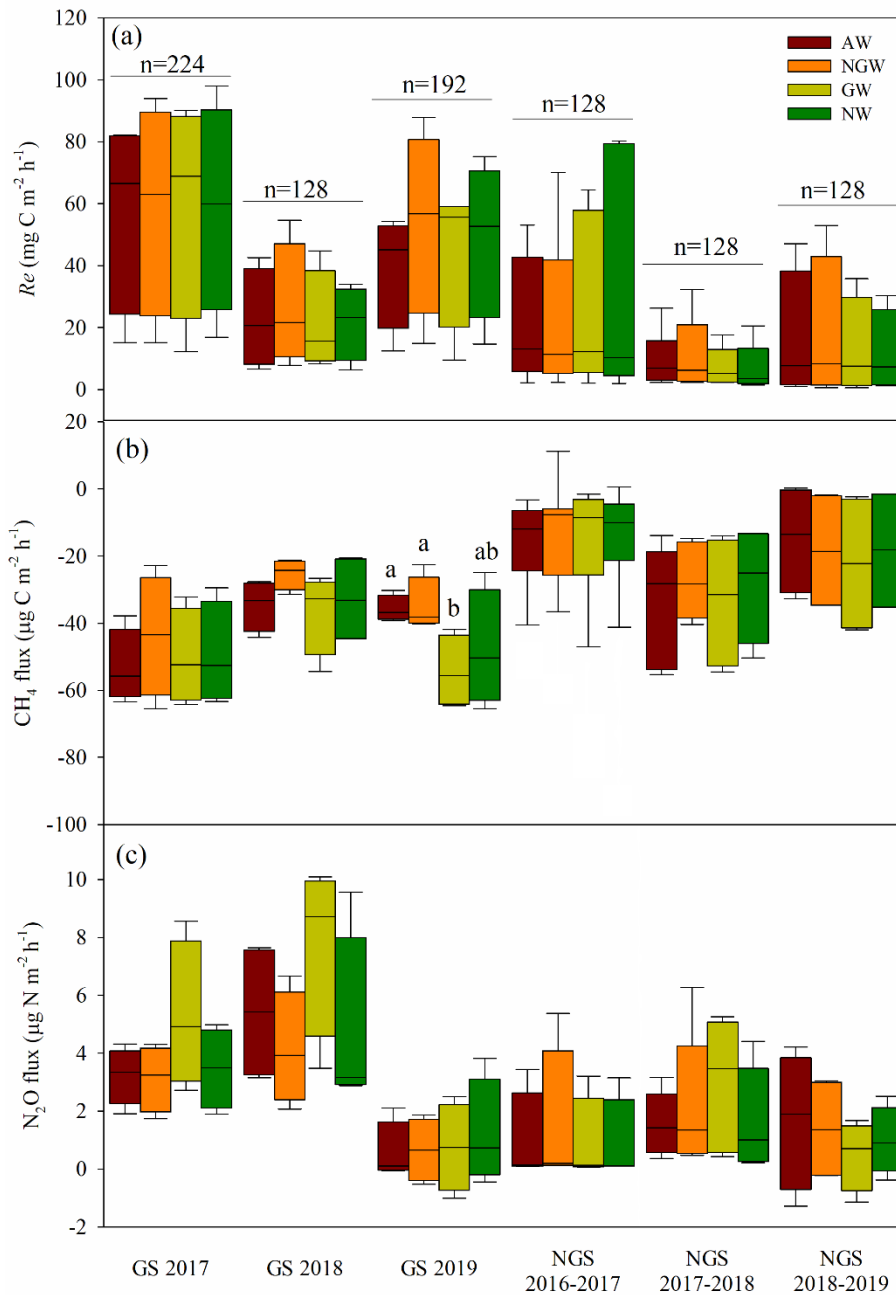 (a)
AW
NGW
GW
NW
n=224
n=128
n=192
n=128
n=128
n=128
Re (mg C m⁻² h⁻¹)
120
100
80
60
40
20
0
(b)
a
a
b
ab
CH₄ flux (µg C m⁻² h⁻¹)
20
0
-20
-40
-60
-80
-100
(c)
N₂O flux (µg N m⁻² h⁻¹)
10
8
6
4
2
0
-2
GS 2017
GS 2018
GS 2019
NGS
2016-2017
NGS
2017-2018
NGS
2018-2019